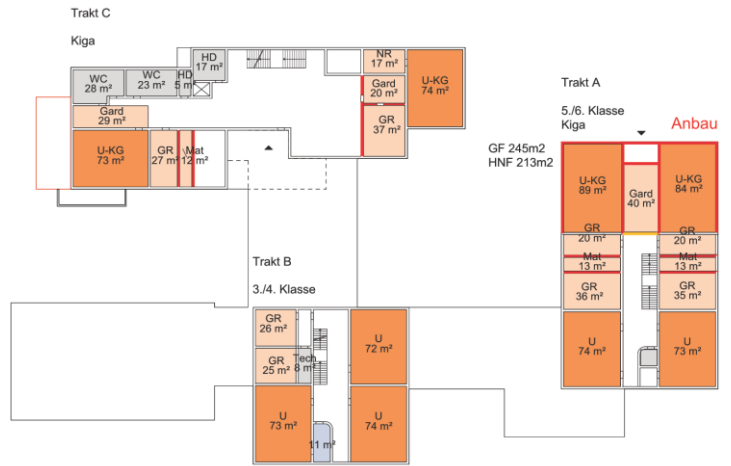 Trakt C
Kiga
HD
17 m²
NR
17 m²
WC
28 m²
WC
23 m²
HD
5 m²
U-KG
74 m²
Gard
20 m²
Gard
29 m²
GR
37 m²
U-KG
73 m²
GR
27 m²
Mat
12 m²
Trakt A
5./6. Klasse
Kiga
Anbau
GF 245m2
HNF 213m2
U-KG
89 m²
Gard
40 m²
U-KG
84 m²
GR
20 m²
GR
20 m²
Mat
13 m²
Mat
13 m²
GR
36 m²
GR
35 m²
U
74 m²
U
73 m²
Trakt B
3./4. Klasse
GR
26 m²
U
72 m²
GR
25 m²
Tech
8 m²
U
73 m²
11 m²
U
74 m²